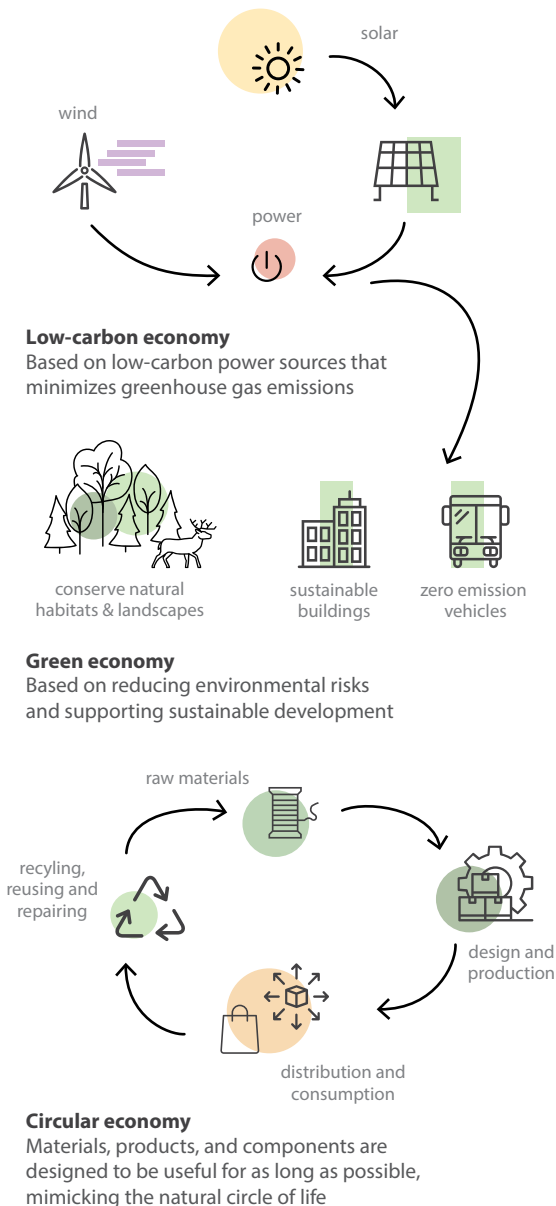 solar
wind
power
Low-carbon economy
Based on low-carbon power sources that
minimizes greenhouse gas emissions
conserve natural
habitats & landscapes
sustainable
buildings
zero emission
vehicles
Green economy
Based on reducing environmental risks
and supporting sustainable development
raw materials
recyling,
reusing and
repairing
design and
production
distribution and
consumption
Circular economy
Materials, products, and components are
designed to be useful for as long as possible,
mimicking the natural circle of life